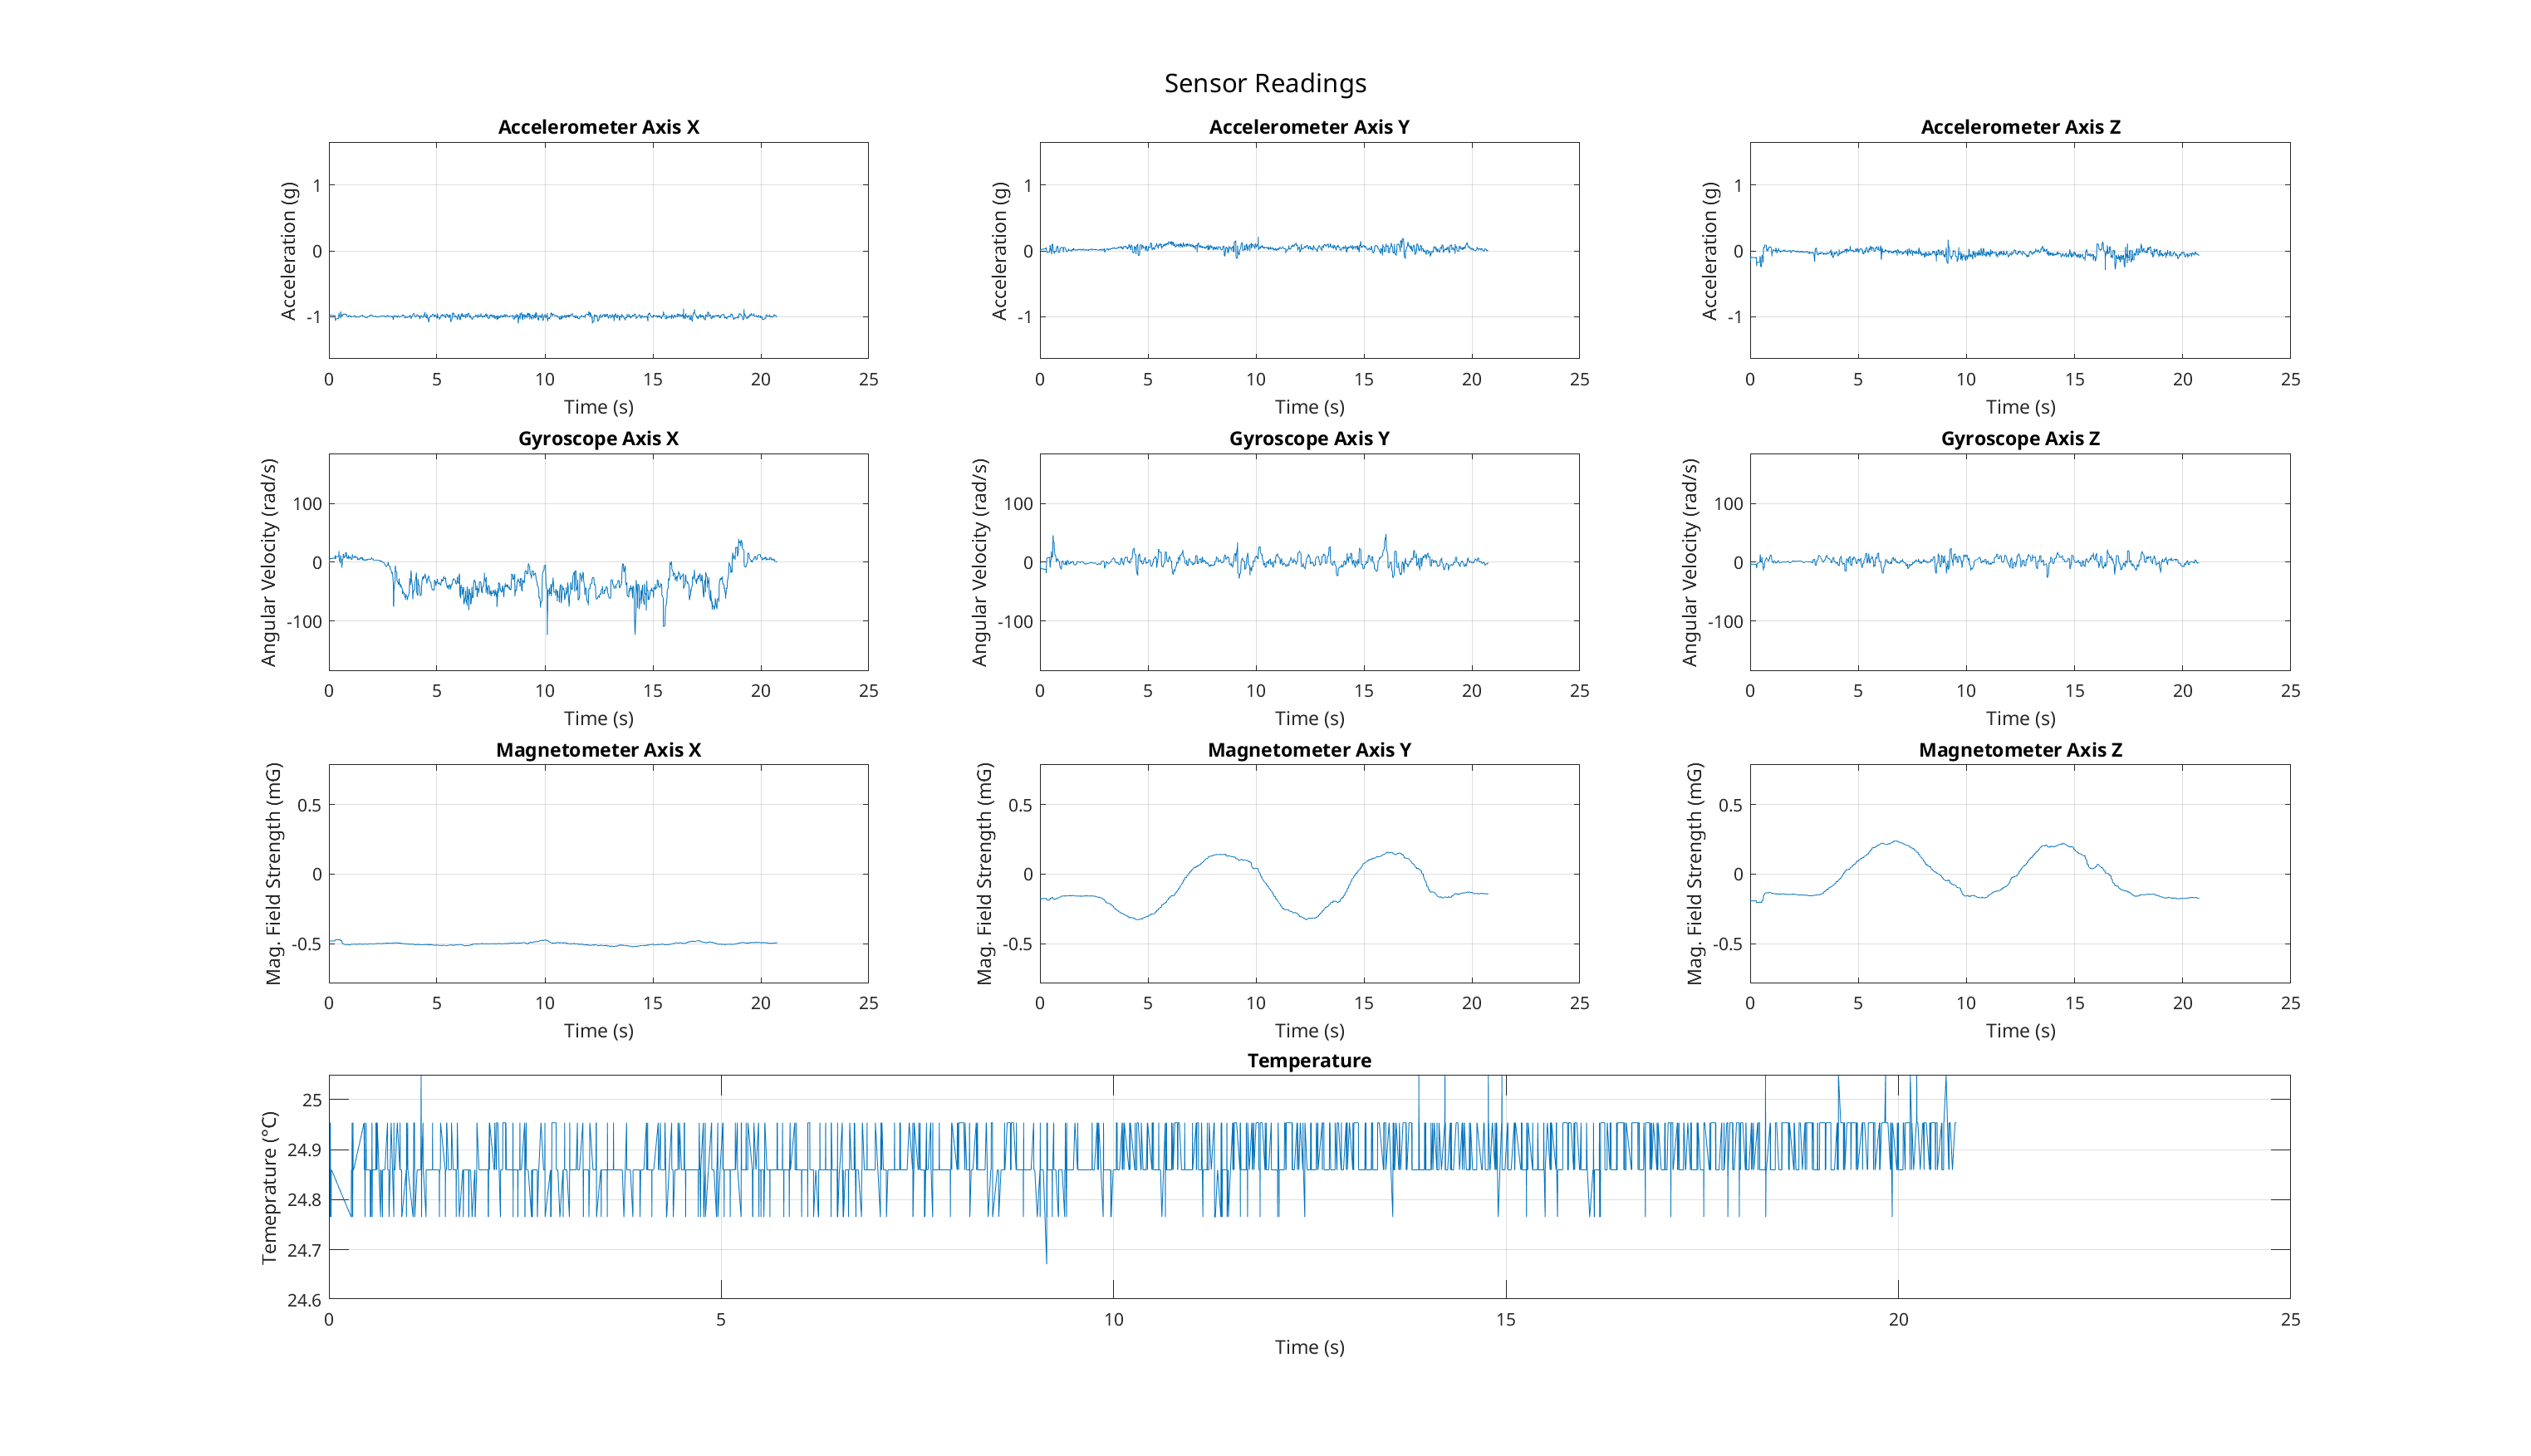 Sensor Readings
Accelerometer Axis X
Acceleration (g)
1
0
-1
0 5 10 15 20 25
Time (s)
Accelerometer Axis Y
Acceleration (g)
1
0
-1
0 5 10 15 20 25
Time (s)
Accelerometer Axis Z
Acceleration (g)
1
0
-1
0 5 10 15 20 25
Time (s)
Gyroscope Axis X
Angular Velocity (rad/s)
100
0
-100
0 5 10 15 20 25
Time (s)
Gyroscope Axis Y
Angular Velocity (rad/s)
100
0
-100
0 5 10 15 20 25
Time (s)
Gyroscope Axis Z
Angular Velocity (rad/s)
100
0
-100
0 5 10 15 20 25
Time (s)
Magnetometer Axis X
Mag. Field Strength (mG)
0.5
0
-0.5
0 5 10 15 20 25
Time (s)
Magnetometer Axis Y
Mag. Field Strength (mG)
0.5
0
-0.5
0 5 10 15 20 25
Time (s)
Magnetometer Axis Z
Mag. Field Strength (mG)
0.5
0
-0.5
0 5 10 15 20 25
Time (s)
Temperature
Temeprature (°C)
25
24.9
24.8
24.7
24.6
0 5 10 15 20 25
Time (s)